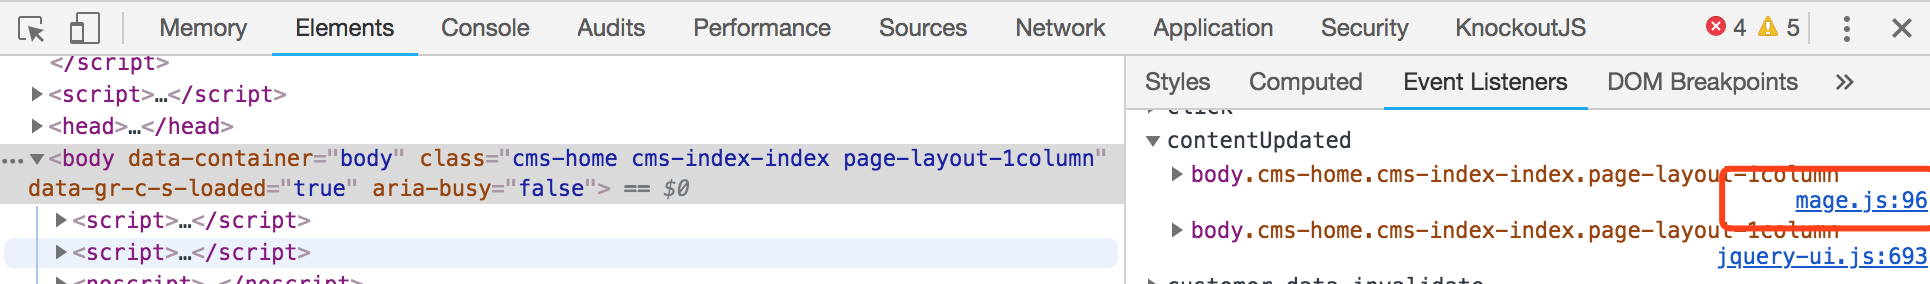 Memory Elements Console Audits Performance Sources Network Application Security KnockoutJS 4 5
</script>
<script>…</script>
<head>…</head>
<body data-container="body" class="cms-home cms-index-index page-layout-1column"
data-gr-c-s-loaded="true" aria-busy="false"> == $0
<script>…</script>
<script>…</script>
<noscript>…</noscript>
Styles Computed Event Listeners DOM Breakpoints »
click
contentUpdated
body.cms-home.cms-index-index.page-layout-1column
mage.js:96
body.cms-home.cms-index-index.page-layout-1column
jquery-ui.js:693
customer-data-invalidate